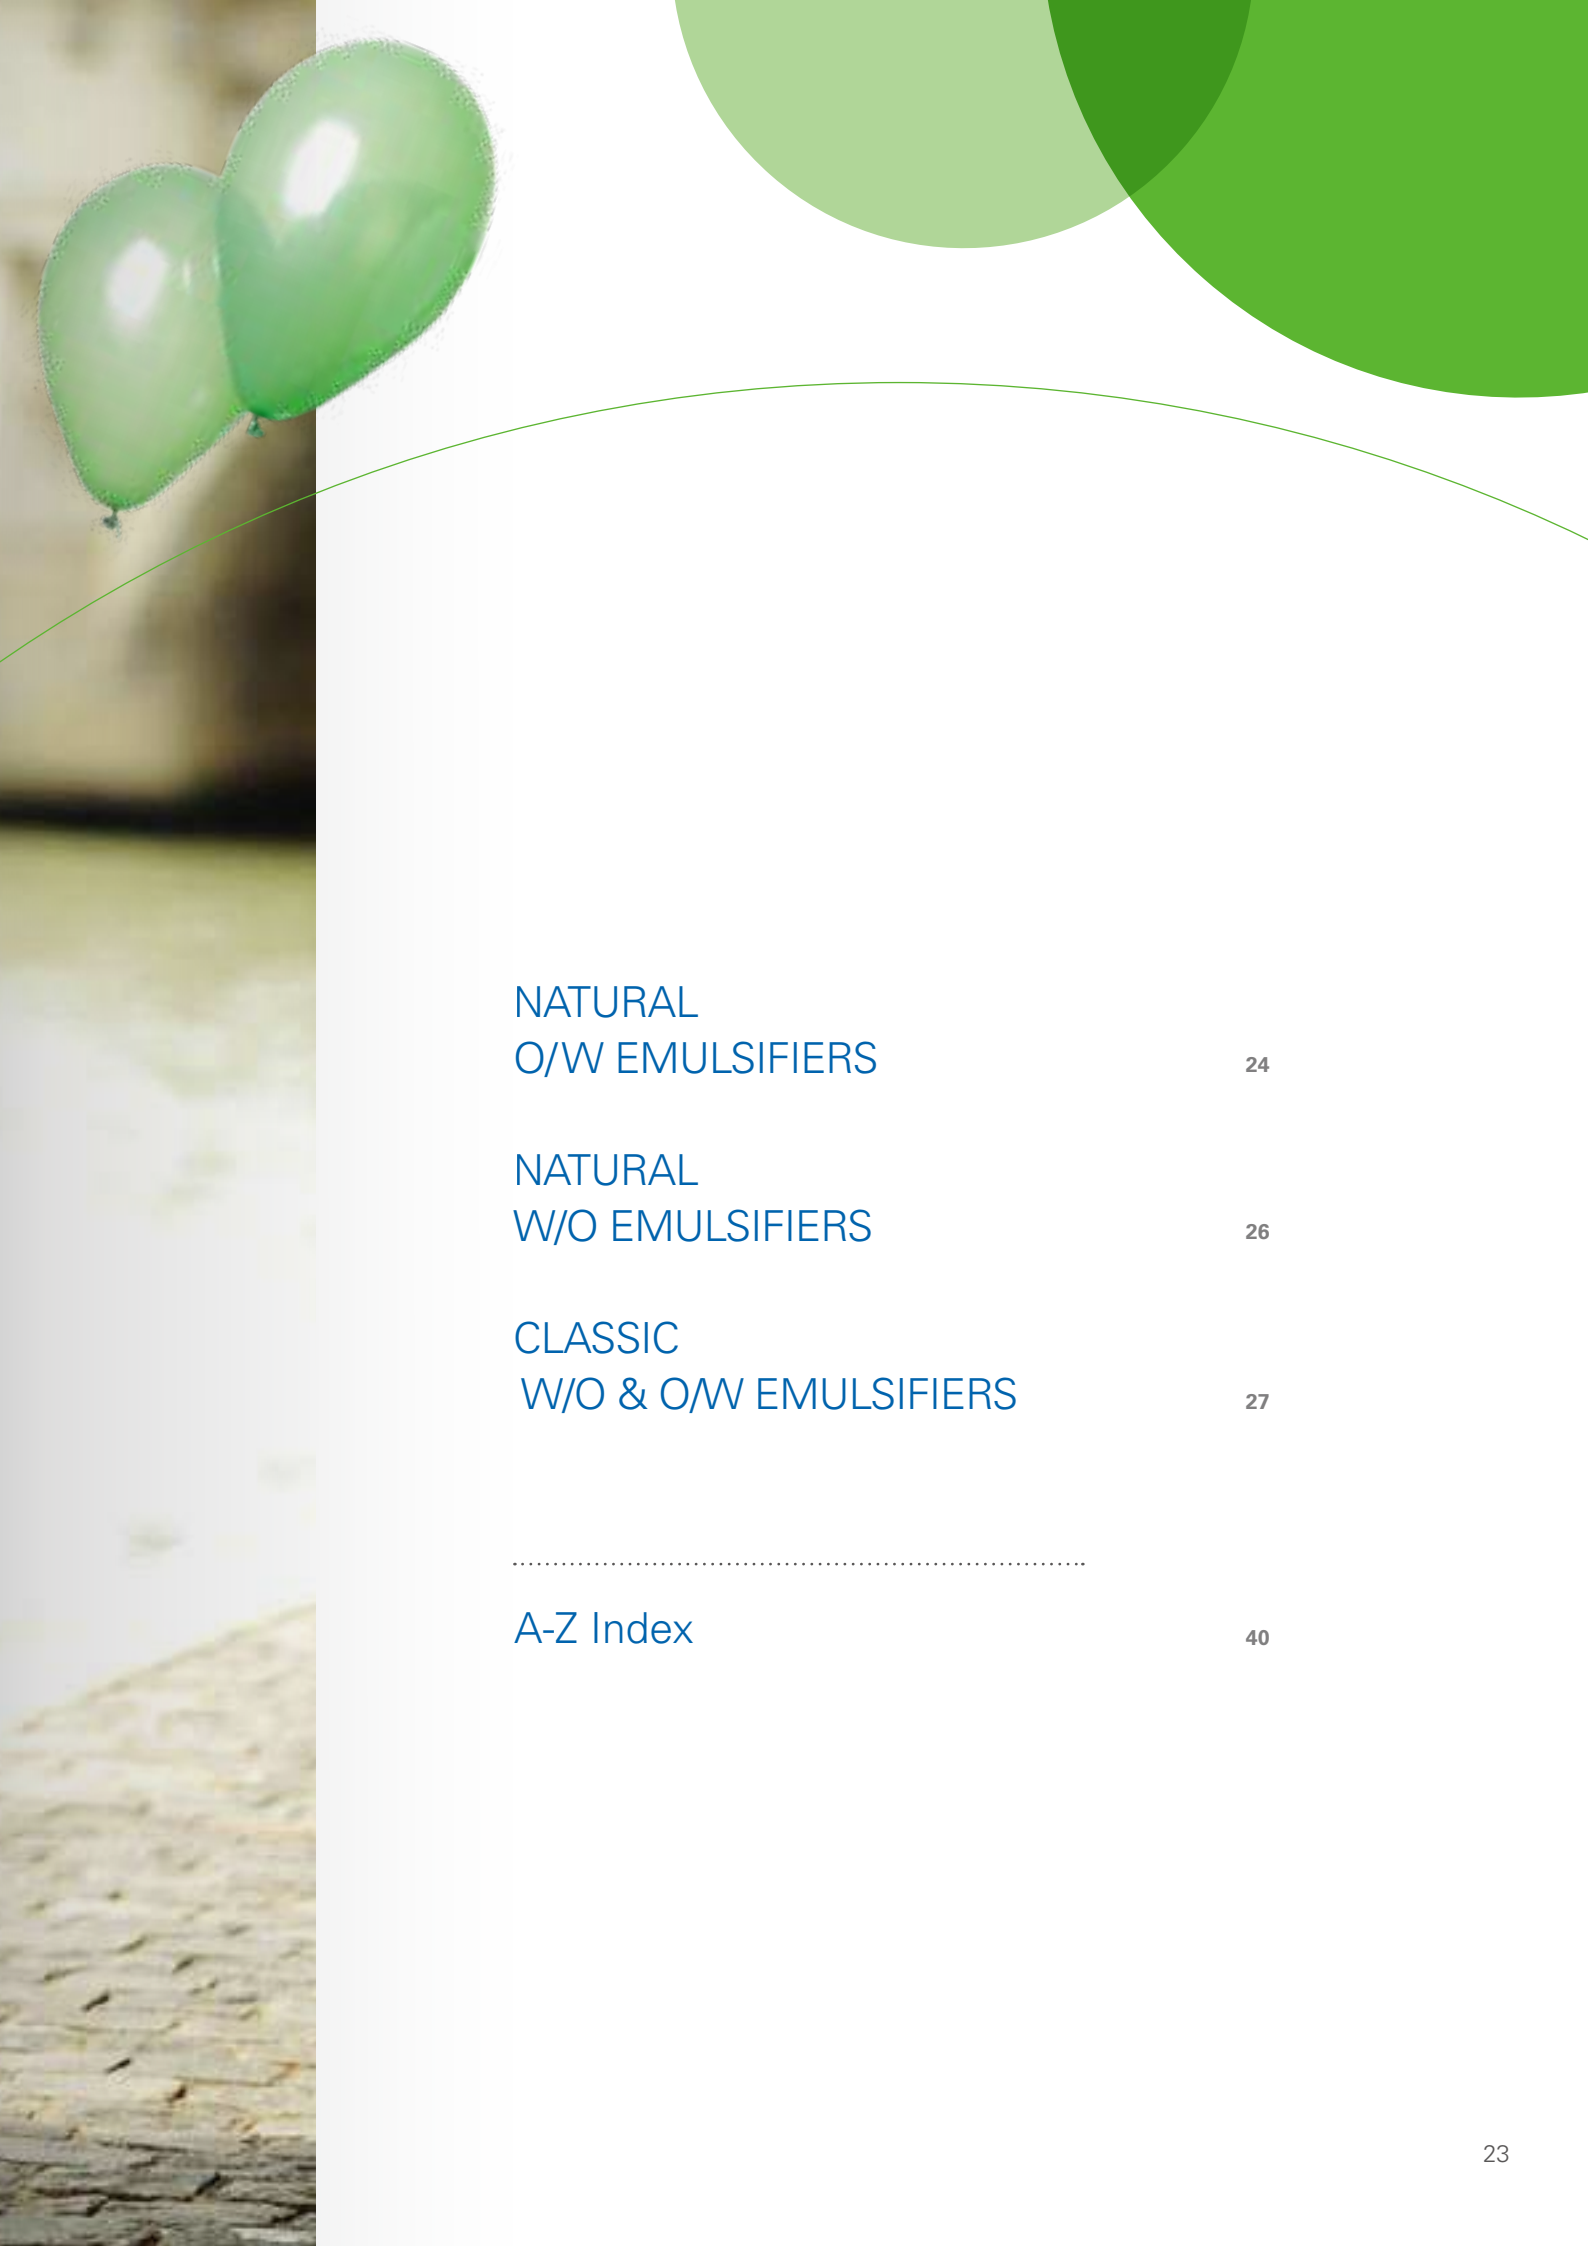 NATURAL
O/W EMULSIFIERS 24
NATURAL
W/O EMULSIFIERS 26
CLASSIC
W/O & O/W EMULSIFIERS 27
A-Z Index 40
23